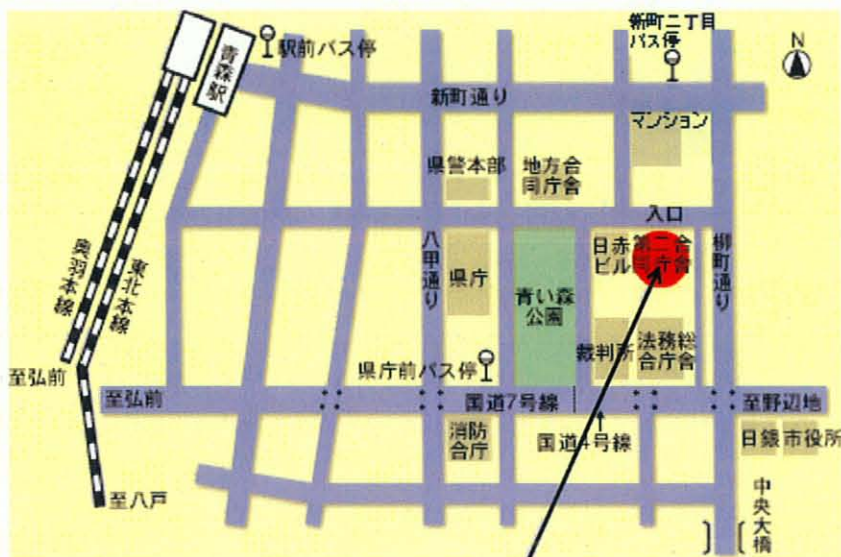 新町二丁目
バス停
駅前バス停
N
青森駅
新町通り
マンション
県警本部
地方合
同庁舎
入口
八甲通り
日赤
ビル
第二合
同庁舎
柳町通り
県庁
青い森
公園
奥羽本線
東北本線
裁判所
法務総
合庁舎
県庁前バス停
至弘前
至弘前
国道7号線
至野辺地
消防
合庁
国道4号線
日銀
市役所
至八戸
中央大橋